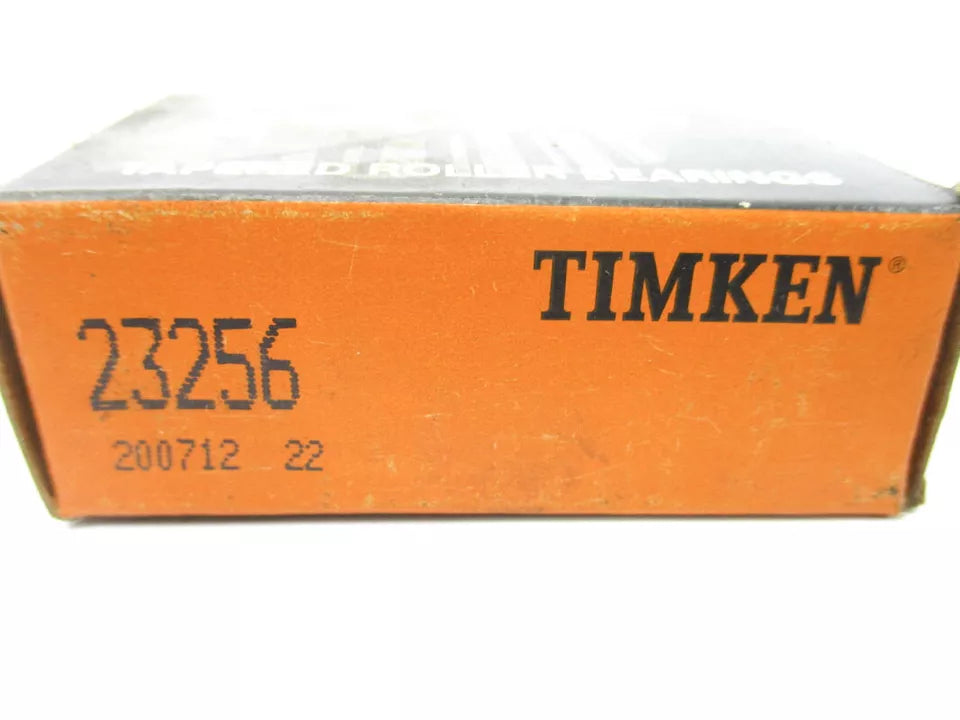 TAPERED ROLLER BEARINGS
TIMKEN®
23256
200712 22